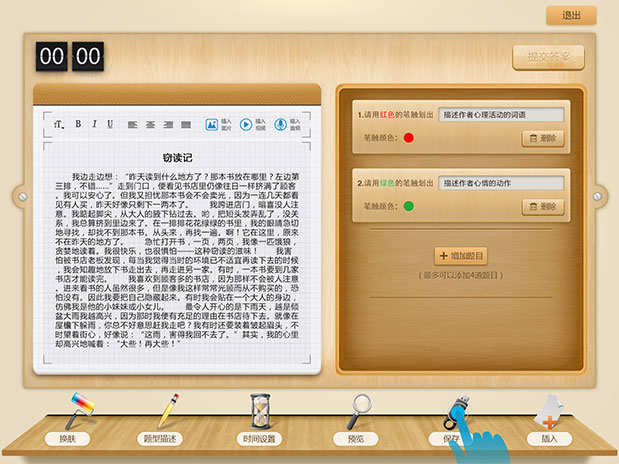 退出
00 00
提交答案
B I U
插入图片
插入视频
插入音频
窃读记
我边走边想：“昨天读到什么地方了？那本书放在哪里？左边第
三排，不错……”走到门口，便看见书店里仍像往日一样挤满了顾客
。我可以安心了。但我又担忧那本书会不会卖光，因为一连几天都看
见有人买，昨天好像只剩下一两本了。 我跨进店门，暗喜没人注
意。我踮起脚尖，从大人的腋下钻过去。哟，把短头发弄乱了，没关
系，我总算挤到里边来了。在一排排花花绿绿的书里，我的眼睛急切
地寻找，却找不到那本书。从头来，再找一遍。啊！它在这里，原来
不在昨天的地方了。 急忙打开书，一页，两页，我像一匹饿狼，
贪婪地读着。我很快乐，也很惧怕——这种窃读的滋味！ 我害
怕被书店老板发现，每当我觉得当时的环境已不适宜再读下去的时候
，我会知趣地放下书走出去，再走进另一家。有时，一本书要到几家
书店才能读完。 我喜欢到顾客多的书店，因为那样不会被人注意
。进来看书的人虽然很多，但是像我这样常常光顾而从不购买的，恐
怕没有。因此我要把自己隐藏起来。有时我会贴在一个大人的身边，
仿佛我是他的小妹妹或小女儿。 最令人开心的是下雨天，越是倾
盆大雨我越高兴，因为那时我便有充足的理由在书店待下去。就像在
屋檐下躲雨，你总不好意思赶我走吧？我有时还要装着皱起眉头，不
时望着街心，好像说：“这雨，害得我回不去了。”其实，我的心里
却高兴地喊着：“大些！再大些！”
1.请用红色的笔触划出 描述作者心理活动的词语
笔触颜色： 删除
2.请用绿色的笔触划出 描述作者心情的动作
笔触颜色： 删除
增加题目
（最多可以添加4道题目）
换肤
题型描述
时间设置
预览
保存
插入